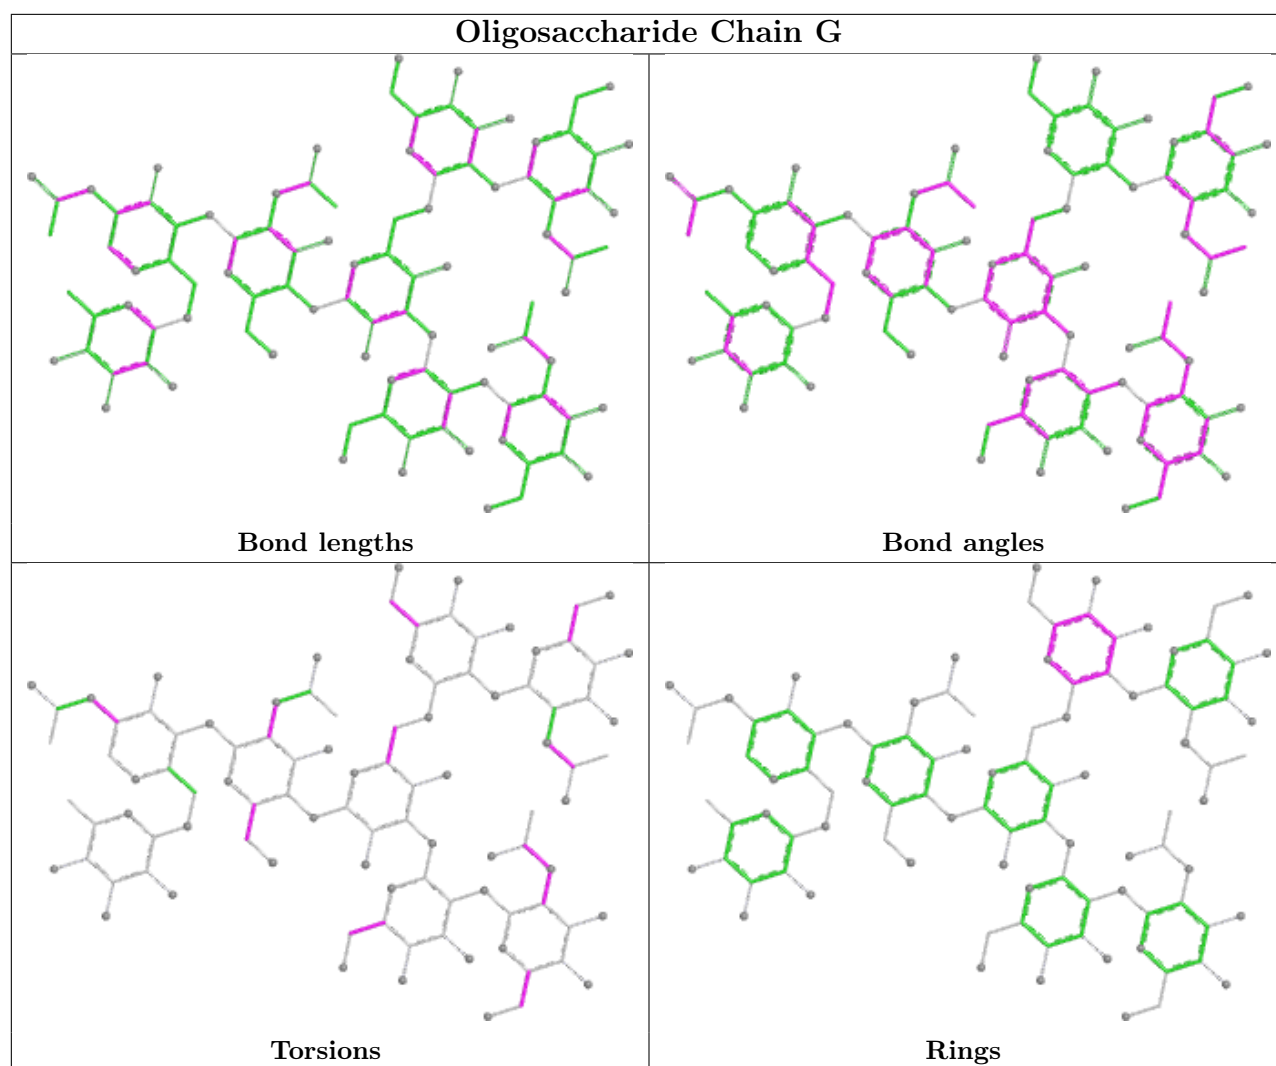 Oligosaccharide Chain G
Bond lengths
Bond angles
Torsions
Rings